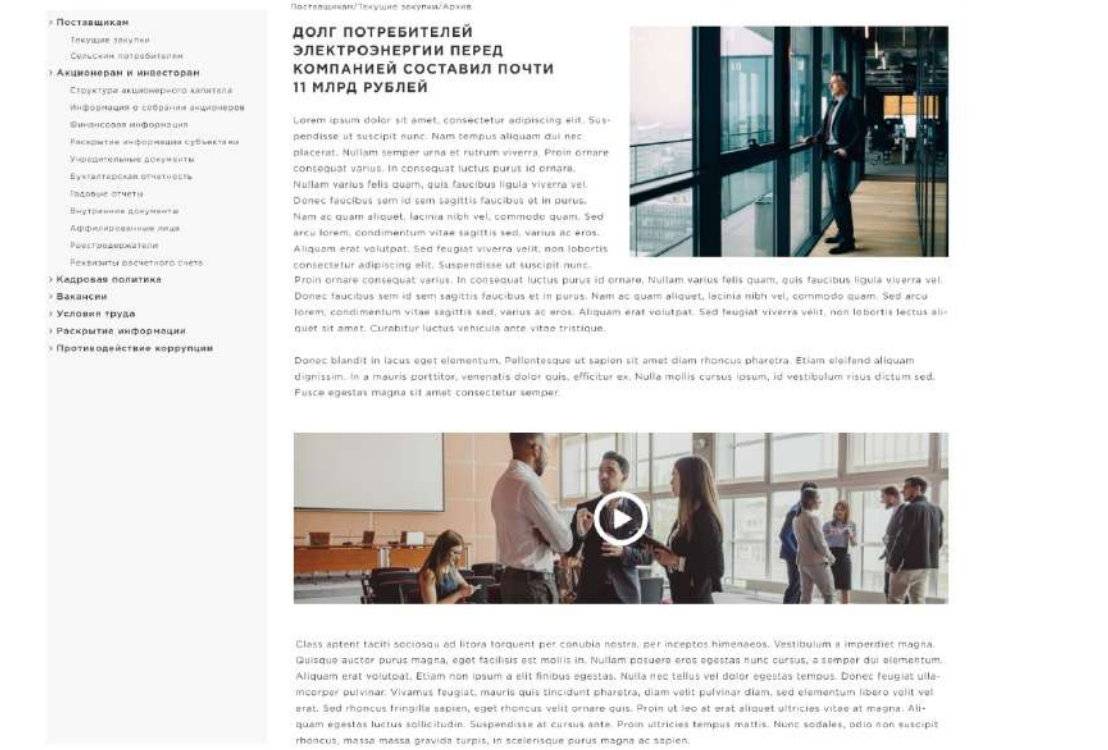 › Поставщикам
Текущие закупки
Сельским потребителям
› Акционерам и инвесторам
Структура акционерного капитала
Информация о собрании акционеров
Финансовая информация
Раскрытие информации субъектами
Учредительные документы
Бухгалтерская отчетность
Годовые отчеты
Внутренние документы
Аффилированные лица
Реестродержатели
Реквизиты расчетного счета
› Кадровая политика
› Вакансии
› Условия труда
› Раскрытие информации
› Противодействие коррупции
Поставщикам/Текущие закупки/Архив
ДОЛГ ПОТРЕБИТЕЛЕЙ
ЭЛЕКТРОЭНЕРГИИ ПЕРЕД
КОМПАНИЕЙ СОСТАВИЛ ПОЧТИ
11 МЛРД РУБЛЕЙ
Lorem ipsum dolor sit amet, consectetur adipiscing elit. Sus-
pendisse ut suscipit nunc. Nam tempus aliquam dui nec
placerat. Nullam semper urna et rutrum viverra. Proin ornare
consequat varius. In consequat luctus purus id ornare.
Nullam varius felis quam, quis faucibus ligula viverra vel.
Donec faucibus sem id sem sagittis faucibus et in purus.
Nam ac quam aliquet, lacinia nibh vel, commodo quam. Sed
arcu lorem, condimentum vitae sagittis sed, varius ac eros.
Aliquam erat volutpat. Sed feugiat viverra velit, non lobortis
consectetur adipiscing elit. Suspendisse ut suscipit nunc.
Proin ornare consequat varius. In consequat luctus purus id ornare. Nullam varius felis quam, quis faucibus ligula viverra vel.
Donec faucibus sem id sem sagittis faucibus et in purus. Nam ac quam aliquet, lacinia nibh vel, commodo quam. Sed arcu
lorem, condimentum vitae sagittis sed, varius ac eros. Aliquam erat volutpat. Sed feugiat viverra velit, non lobortis lectus ali-
quet sit amet. Curabitur luctus vehicula ante vitae tristique.
Donec blandit in lacus eget elementum. Pellentesque ut sapien sit amet diam rhoncus pharetra. Etiam eleifend aliquam
dignissim. In a mauris porttitor, venenatis dolor quis, efficitur ex. Nulla mollis cursus ipsum, id vestibulum risus dictum sed.
Fusce egestas magna sit amet consectetur semper.
Class aptent taciti sociosqu ad litora torquent per conubia nostra, per inceptos himenaeos. Vestibulum a imperdiet magna.
Quisque auctor purus magna, eget facilisis est mollis in. Nullam posuere eros egestas nunc cursus, a semper dui elementum.
Aliquam erat volutpat. Etiam non ipsum a elit finibus egestas. Nulla nec tellus vel dolor egestas tempus. Donec feugiat ulla-
mcorper pulvinar. Vivamus feugiat, mauris quis tincidunt pharetra, diam velit pulvinar diam, sed elementum libero velit vel
erat. Sed rhoncus fringilla sapien, eget rhoncus velit ornare quis. Proin ut leo at erat aliquet ultricies vitae at magna. Ali-
quam egestas luctus sollicitudin. Suspendisse at cursus ante. Proin ultricies tempus mattis. Nunc sodales, odio non suscipit
rhoncus, massa massa gravida turpis, in scelerisque purus magna ac sapien.